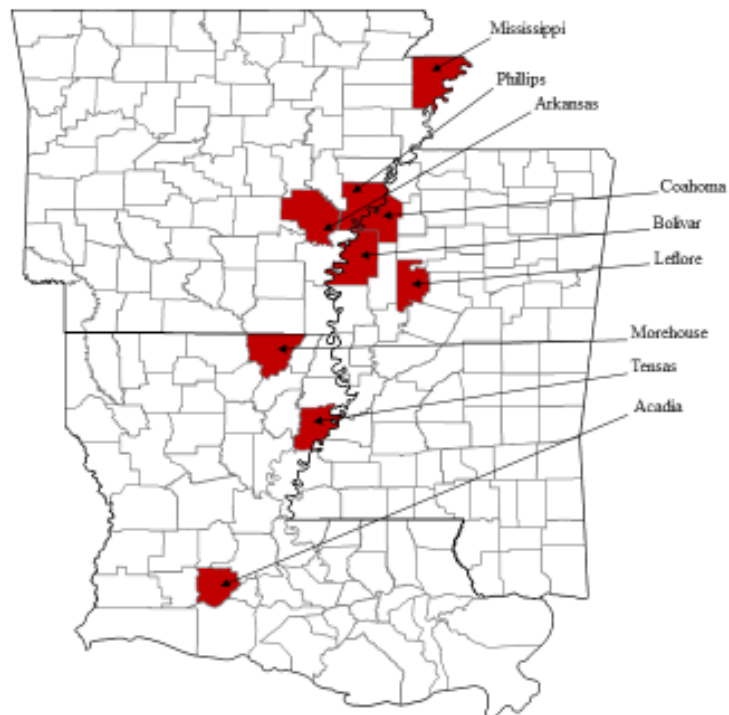 Mississippi
Phillips
Arkansas
Coahoma
Bolivar
Leflore
Morehouse
Tensas
Acadia